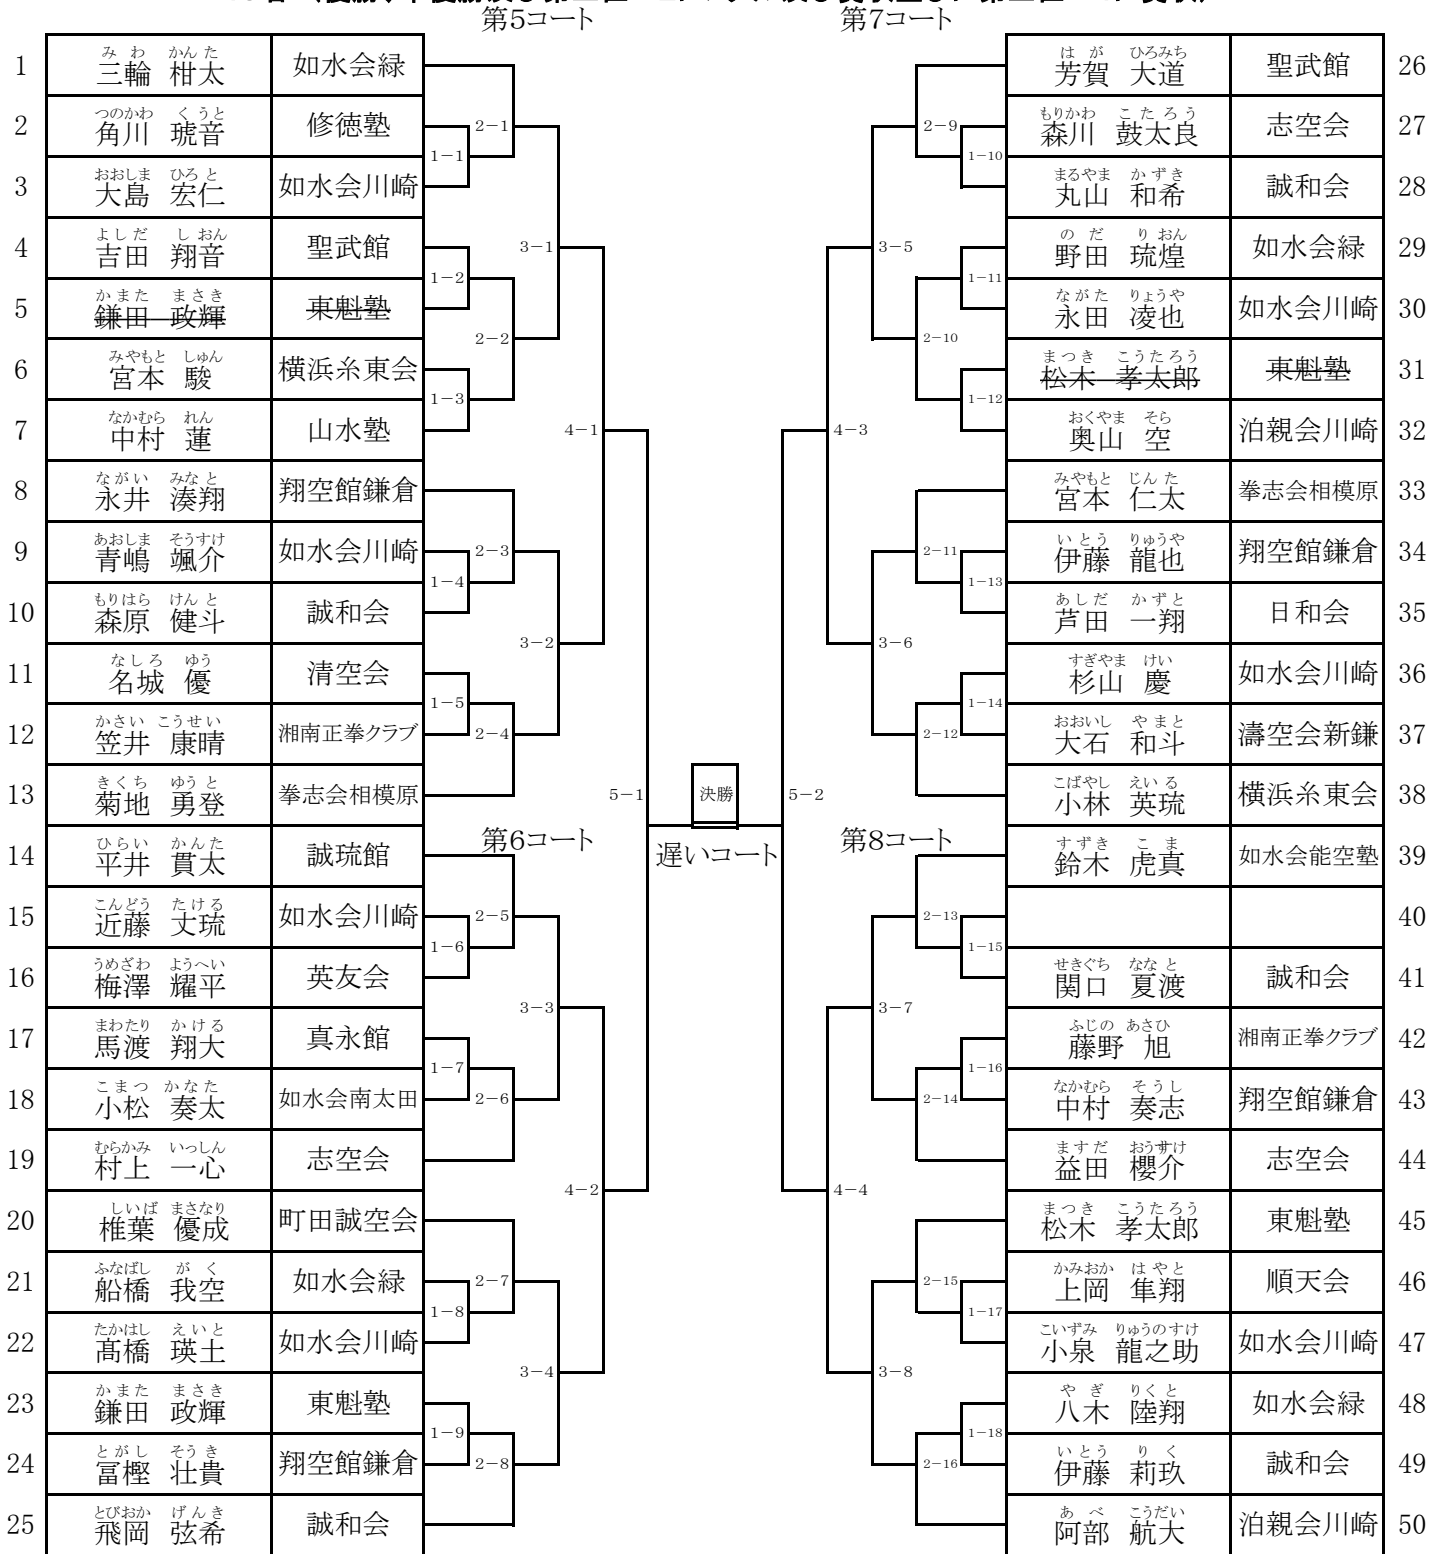 第5コート
第7コート
1 三輪 柑太 みわ かんた 如水会緑
2 角川 琥音 つのかわ くうと 修徳塾
3 大島 宏仁 おおしま ひろと 如水会川崎
4 吉田 翔音 よしだ しおん 聖武館
5 鎌田 政輝 かまた まさき 東魁塾
6 宮本 駿 みやもと しゅん 横浜糸東会
7 中村 蓮 なかむら れん 山水塾
8 永井 湊翔 ながい みなと 翔空館鎌倉
9 青嶋 颯介 あおしま そうすけ 如水会川崎
10 森原 健斗 もりはら けんと 誠和会
11 名城 優 なしろ ゆう 清空会
12 笠井 康晴 かさい こうせい 湘南正拳クラブ
13 菊地 勇登 きくち ゆうと 拳志会相模原
第6コート
14 平井 貫太 ひらい かんた 誠琉館
15 近藤 丈琉 こんどう たける 如水会川崎
16 梅澤 耀平 うめざわ ようへい 英友会
17 馬渡 翔大 まわたり かける 真永館
18 小松 奏太 こまつ かなた 如水会南太田
19 村上 一心 むらかみ いっしん 志空会
20 椎葉 優成 しいば まさなり 町田誠空会
21 船橋 我空 ふなばし がく 如水会緑
22 髙橋 瑛土 たかはし えいと 如水会川崎
23 鎌田 政輝 かまた まさき 東魁塾
24 冨樫 壮貴 とがし そうき 翔空館鎌倉
25 飛岡 弦希 とびおか げんき 誠和会
1-1
1-2
1-3
1-4
1-5
1-6
1-7
1-8
1-9
2-1
2-2
2-3
2-4
2-5
2-6
2-7
2-8
3-1
3-2
3-3
3-4
4-1
4-2
5-1
決勝
遅いコート
5-2
4-3
4-4
3-5
3-6
3-7
3-8
2-9
2-10
2-11
2-12
2-13
2-14
2-15
2-16
1-10
1-11
1-12
1-13
1-14
1-15
1-16
1-17
1-18
芳賀 大道 はが ひろみち 聖武館 26
森川 鼓太良 もりかわ こたろう 志空会 27
丸山 和希 まるやま かずき 誠和会 28
野田 琉煌 のだ りおん 如水会緑 29
永田 凌也 ながた りょうや 如水会川崎 30
松木 孝太郎 まつき こうたろう 東魁塾 31
奥山 空 おくやま そら 泊親会川崎 32
宮本 仁太 みやもと じんた 拳志会相模原 33
伊藤 龍也 いとう りゅうや 翔空館鎌倉 34
芦田 一翔 あしだ かずと 日和会 35
杉山 慶 すぎやま けい 如水会川崎 36
大石 和斗 おおいし やまと 濤空会新鎌 37
小林 英琉 こばやし えいる 横浜糸東会 38
第8コート
鈴木 虎真 すずき こま 如水会能空塾 39
40
関口 夏渡 せきぐち ななと 誠和会 41
藤野 旭 ふじの あさひ 湘南正拳クラブ 42
中村 奏志 なかむら そうし 翔空館鎌倉 43
益田 櫻介 ますだ おうすけ 志空会 44
松木 孝太郎 まつき こうたろう 東魁塾 45
上岡 隼翔 かみおか はやと 順天会 46
小泉 龍之助 こいずみ りゅうのすけ 如水会川崎 47
八木 陸翔 やぎ りくと 如水会緑 48
伊藤 莉玖 いとう りく 誠和会 49
阿部 航大 あべ こうだい 泊親会川崎 50